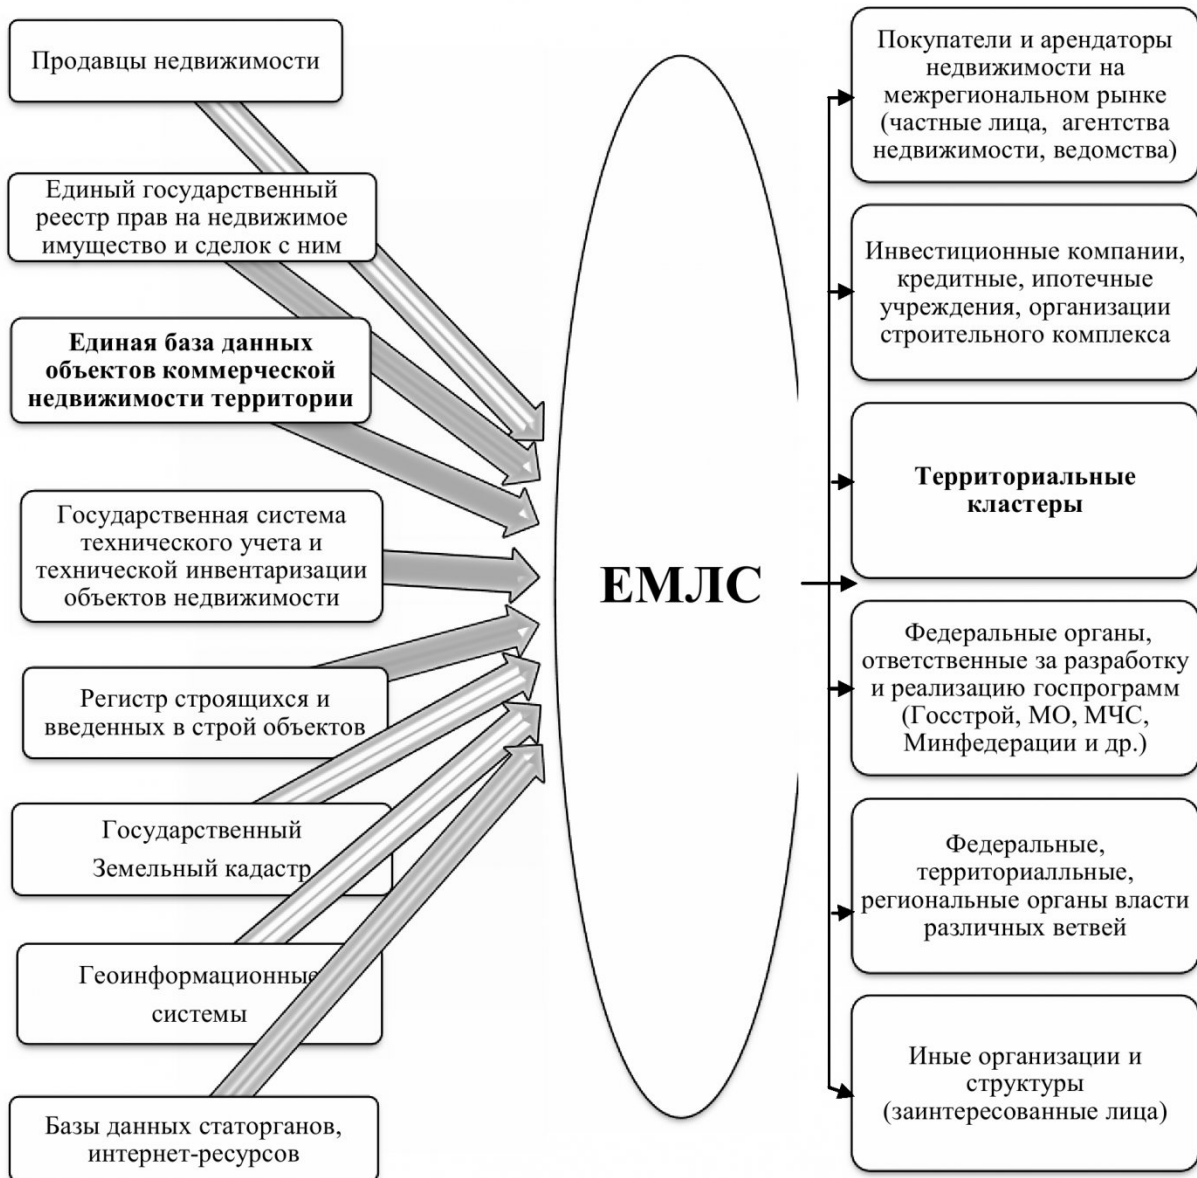 Продавцы недвижимости
Единый государственный
реестр прав на недвижимое
имущество и сделок с ним
Единая база данных
объектов коммерческой
недвижимости территории
Государственная система
технического учета и
технической инвентаризации
объектов недвижимости
Регистр строящихся и
введенных в строй объектов
Государственный
Земельный кадастр
Геоинформационные
системы
Базы данных статорганов,
интернет-ресурсов
ЕМЛС
Покупатели и арендаторы
недвижимости на
межрегиональном рынке
(частные лица, агентства
недвижимости, ведомства)
Инвестиционные компании,
кредитные, ипотечные
учреждения, организации
строительного комплекса
Территориальные
кластеры
Федеральные органы,
ответственные за разработку
и реализацию госпрограмм
(Госстрой, МО, МЧС,
Минфедерации и др.)
Федеральные,
территориалльные,
региональные органы власти
различных ветвей
Иные организации и
структуры
(заинтересованные лица)